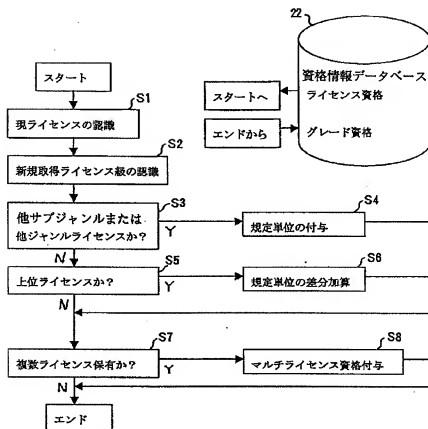 22
資格情報データベース
ライセンス資格
グレード資格
スタートへ
エンドから
スタート
S1
現ライセンスの認識
S2
新規取得ライセンス級の認識
S3
他サブジャンルまたは
他ジャンルライセンスか？
Y
N
S4
規定単位の付与
S5
上位ライセンスか？
Y
N
S6
規定単位の差分加算
S7
複数ライセンス保有か？
Y
N
S8
マルチライセンス資格付与
エンド